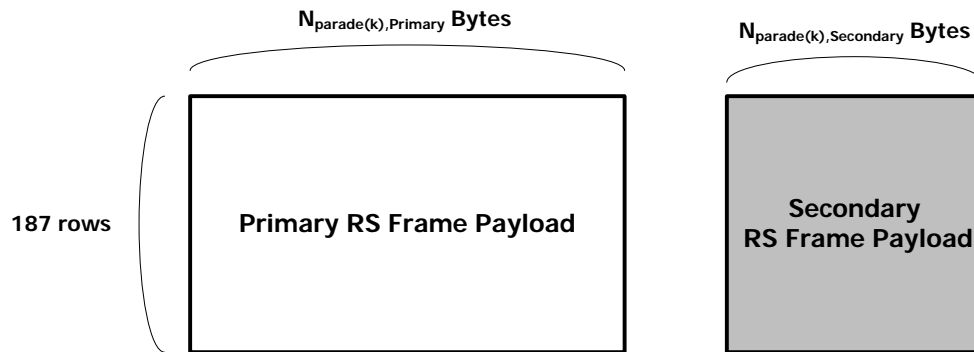 N_parade(k),Primary Bytes
N_parade(k),Secondary Bytes
187 rows
Primary RS Frame Payload
Secondary
RS Frame Payload